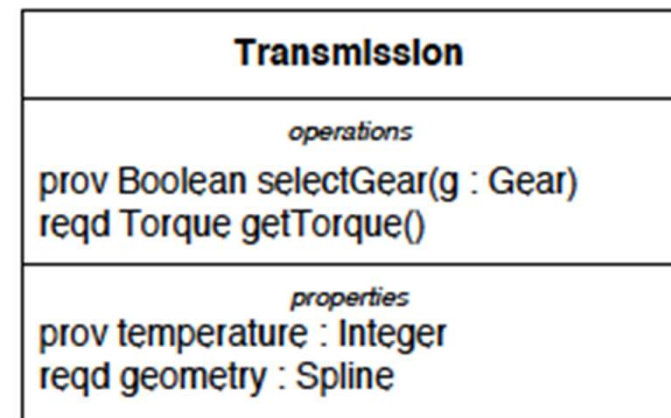 Transmission
operations
prov Boolean selectGear(g : Gear)
reqd Torque getTorque()
properties
prov temperature : Integer
reqd geometry : Spline